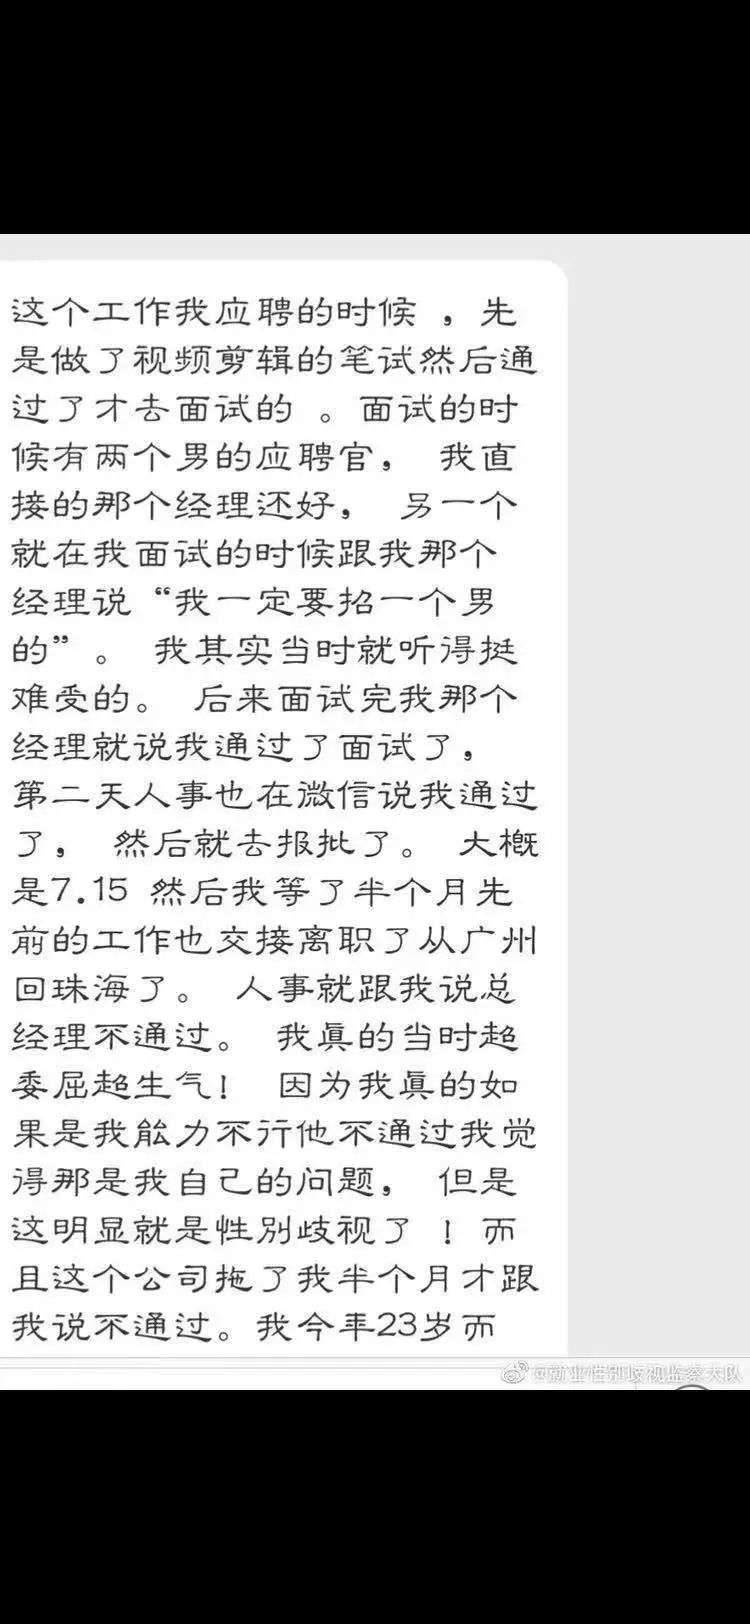 这个工作我应聘的时候 ，先
是做了视频剪辑的笔试然后通
过了才去面试的 。面试的时
候有两个男的应聘官， 我直
接的那个经理还好， 另一个
就在我面试的时候跟我那个
经理说“我一定要招一个男
的”。 我其实当时就听得挺
难受的。 后来面试完我那个
经理就说我通过了面试了，
第二天人事也在微信说我通过
了， 然后就去报批了。 大概
是7.15 然后我等了半个月先
前的工作也交接离职了从广州
回珠海了。 人事就跟我说总
经理不通过。 我真的当时超
委屈超生气！ 因为我真的如
果是我能力不行他不通过我觉
得那是我自己的问题， 但是
这明显就是性别歧视了 ！而
且这个公司拖了我半个月才跟
我说不通过。我今年23岁而
@就业性别歧视监察大队